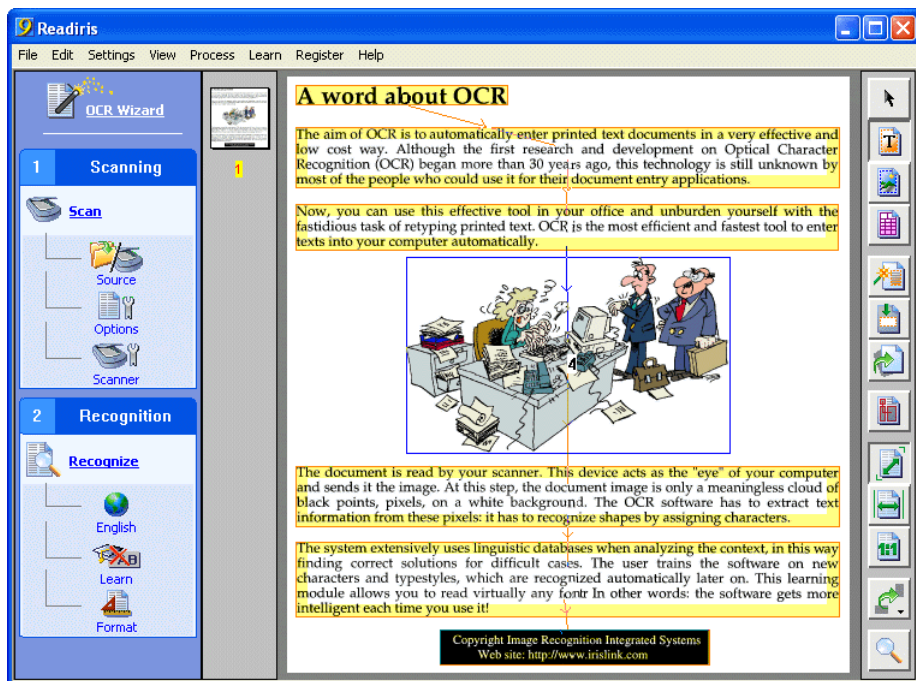 Readiris
File Edit Settings View Process Learn Register Help
OCR Wizard
1 Scanning
Scan
Source
Options
Scanner
2 Recognition
Recognize
English
Learn
Format
1
A word about OCR
The aim of OCR is to automatically enter printed text documents in a very effective and
low cost way. Although the first research and development on Optical Character
Recognition (OCR) began more than 30 years ago, this technology is still unknown by
most of the people who could use it for their document entry applications.
Now, you can use this effective tool in your office and unburden yourself with the
fastidious task of retyping printed text. OCR is the most efficient and fastest tool to enter
texts into your computer automatically.
4
The document is read by your scanner. This device acts as the "eye" of your computer
and sends it the image. At this step, the document image is only a meaningless cloud of
black points, pixels, on a white background. The OCR software has to extract text
information from these pixels: it has to recognize shapes by assigning characters.
The system extensively uses linguistic databases when analyzing the context, in this way
finding correct solutions for difficult cases. The user trains the software on new
characters and typestyles, which are recognized automatically later on. This learning
module allows you to read virtually any fontr In other words: the software gets more
intelligent each time you use it!
Copyright Image Recognition Integrated Systems
Web site: http://www.irislink.com
T
1:1